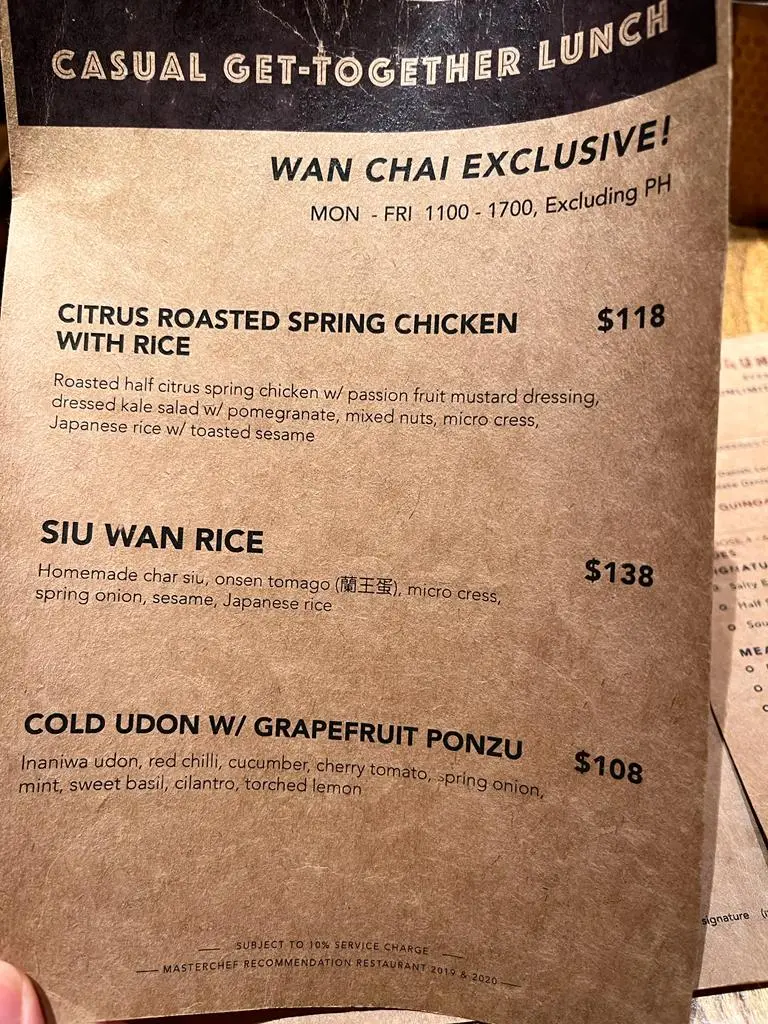 CASUAL GET-TOGETHER LUNCH
WAN CHAI EXCLUSIVE!
MON - FRI 1100 - 1700, Excluding PH
CITRUS ROASTED SPRING CHICKEN
WITH RICE
$118
Roasted half citrus spring chicken w/ passion fruit mustard dressing,
dressed kale salad w/ pomegranate, mixed nuts, micro cress,
Japanese rice w/ toasted sesame
SIU WAN RICE
$138
Homemade char siu, onsen tomago (蘭王蛋), micro cress,
spring onion, sesame, Japanese rice
COLD UDON W/ GRAPEFRUIT PONZU
$108
Inaniwa udon, red chilli, cucumber, cherry tomato, spring onion,
mint, sweet basil, cilantro, torched lemon
SUBJECT TO 10% SERVICE CHARGE
MASTERCHEF RECOMMENDATION RESTAURANT 2019 & 2020
Salty
Half
signature